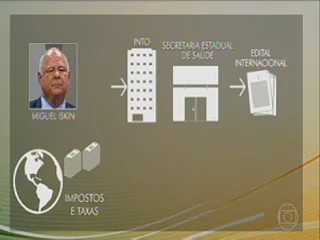 INTO
SECRETARIA ESTADUAL
DE SAÚDE
EDITAL
INTERNACIONAL
MIGUEL ISKIN
IMPOSTOS
E TAXAS